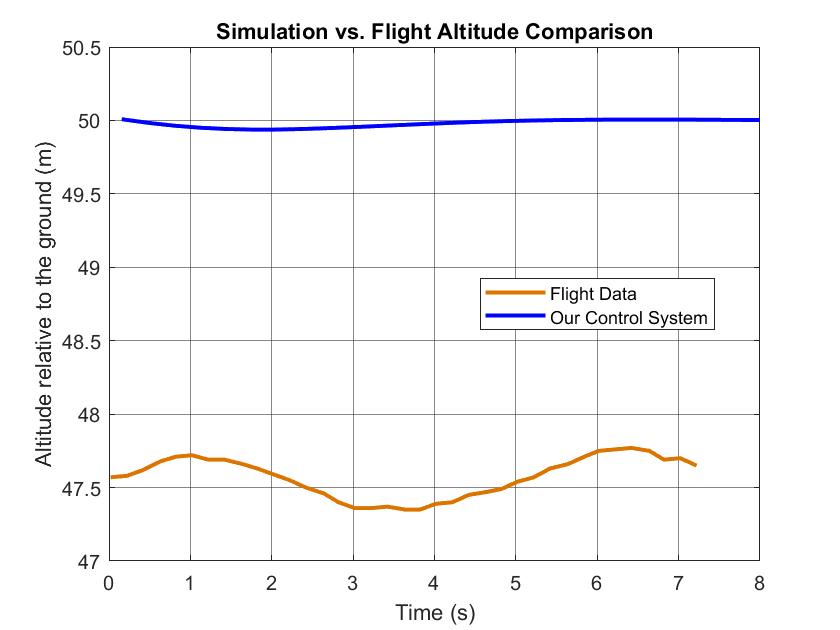 Simulation vs. Flight Altitude Comparison
50.5
50
49.5
49
48.5
48
47.5
47
Altitude relative to the ground (m)
Flight Data
Our Control System
0 1 2 3 4 5 6 7 8
Time (s)